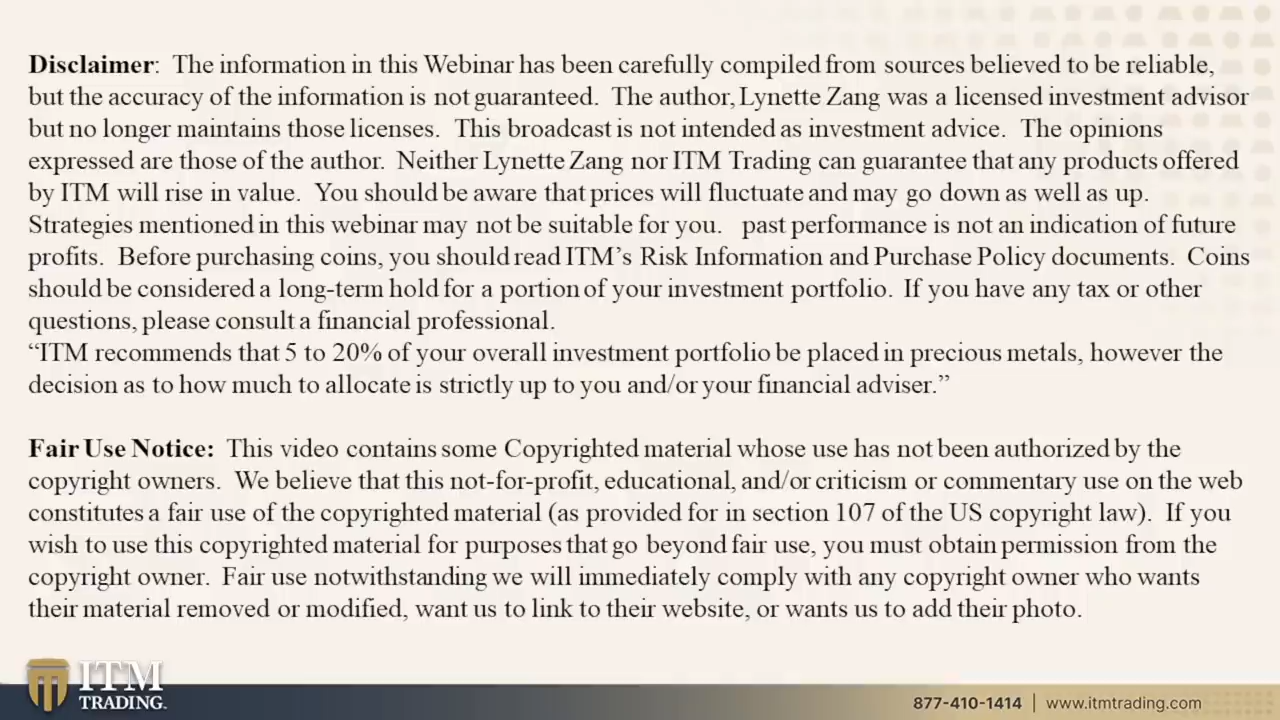 Disclaimer: The information in this Webinar has been carefully compiled from sources believed to be reliable,
but the accuracy of the information is not guaranteed. The author, Lynette Zang was a licensed investment advisor
but no longer maintains those licenses. This broadcast is not intended as investment advice. The opinions
expressed are those of the author. Neither Lynette Zang nor ITM Trading can guarantee that any products offered
by ITM will rise in value. You should be aware that prices will fluctuate and may go down as well as up.
Strategies mentioned in this webinar may not be suitable for you. past performance is not an indication of future
profits. Before purchasing coins, you should read ITM’s Risk Information and Purchase Policy documents. Coins
should be considered a long-term hold for a portion of your investment portfolio. If you have any tax or other
questions, please consult a financial professional.
“ITM recommends that 5 to 20% of your overall investment portfolio be placed in precious metals, however the
decision as to how much to allocate is strictly up to you and/or your financial adviser.”
Fair Use Notice: This video contains some Copyrighted material whose use has not been authorized by the
copyright owners. We believe that this not-for-profit, educational, and/or criticism or commentary use on the web
constitutes a fair use of the copyrighted material (as provided for in section 107 of the US copyright law). If you
wish to use this copyrighted material for purposes that go beyond fair use, you must obtain permission from the
copyright owner. Fair use notwithstanding we will immediately comply with any copyright owner who wants
their material removed or modified, want us to link to their website, or wants us to add their photo.
ITM
TRADING.
877-410-1414 | www.itmtrading.com